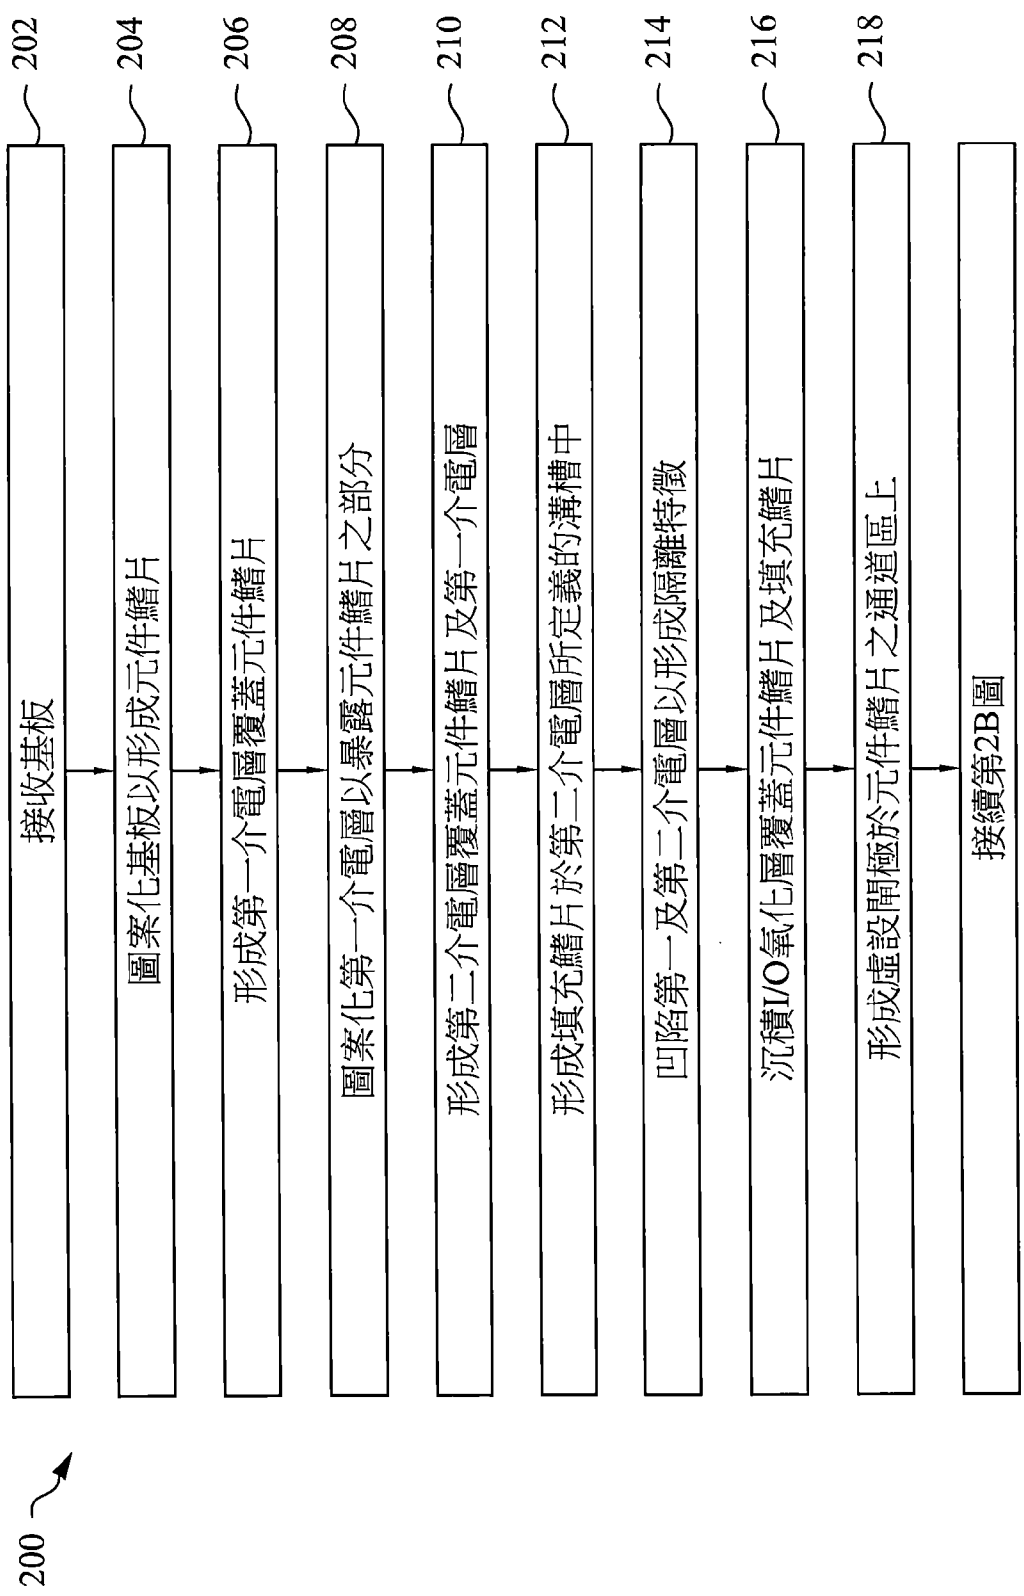 200
202
接收基板
204
圖案化基板以形成元件鰭片
206
形成第一介電層覆蓋元件鰭片
208
圖案化第一介電層以暴露元件鰭片之部分
210
形成第二介電層覆蓋元件鰭片及第一介電層
212
形成填充鰭片於第二介電層所定義的溝槽中
214
凹陷第一及第二介電層以形成隔離特徵
216
沉積I/O氧化層覆蓋元件鰭片及填充鰭片
218
形成虛設閘極於元件鰭片之通道區上
接續第2B圖